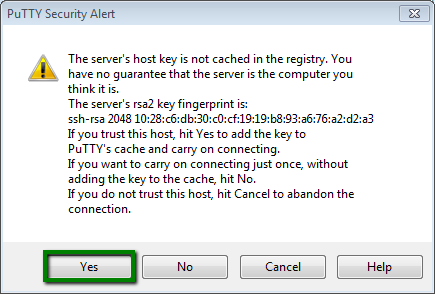 PuTTY Security Alert
The server's host key is not cached in the registry. You
have no guarantee that the server is the computer you
think it is.
The server's rsa2 key fingerprint is:
ssh-rsa 2048 10:28:c6:db:30:c0:cf:19:19:b8:93:a6:76:a2:d2:a3
If you trust this host, hit Yes to add the key to
PuTTY's cache and carry on connecting.
If you want to carry on connecting just once, without
adding the key to the cache, hit No.
If you do not trust this host, hit Cancel to abandon the
connection.
Yes No Cancel Help